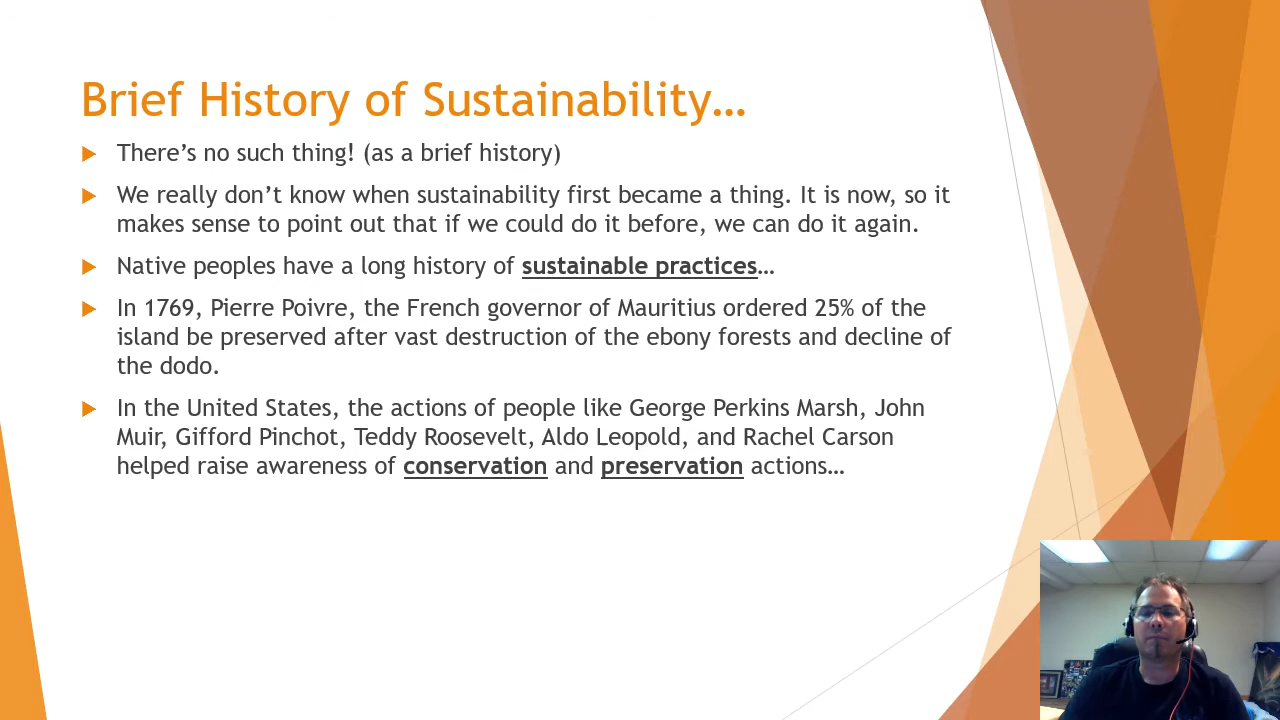 Brief History of Sustainability…
There's no such thing! (as a brief history)
We really don't know when sustainability first became a thing. It is now, so it
makes sense to point out that if we could do it before, we can do it again.
Native peoples have a long history of sustainable practices…
In 1769, Pierre Poivre, the French governor of Mauritius ordered 25% of the
island be preserved after vast destruction of the ebony forests and decline of
the dodo.
In the United States, the actions of people like George Perkins Marsh, John
Muir, Gifford Pinchot, Teddy Roosevelt, Aldo Leopold, and Rachel Carson
helped raise awareness of conservation and preservation actions…